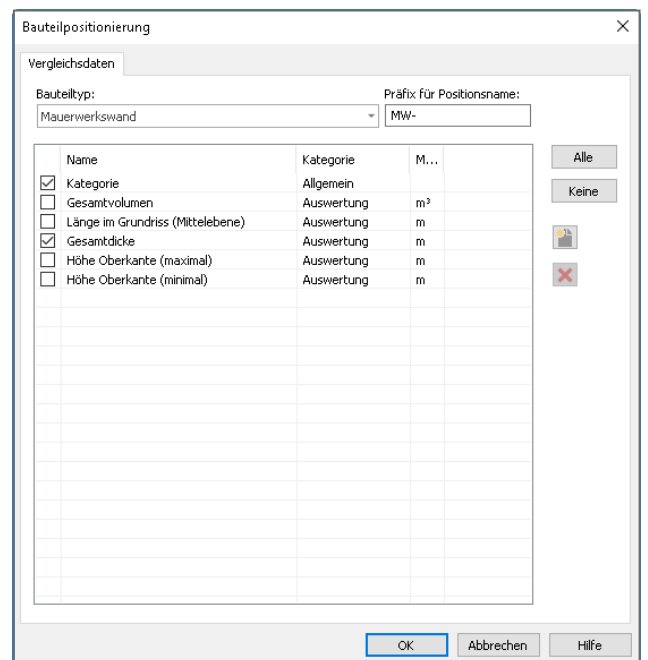 Bauteilpositionierung
Vergleichsdaten
Bauteiltyp: Präfix für Positionsname:
Mauerwerkswand MW-
Name Kategorie M...
Kategorie Allgemein
Gesamtvolumen Auswertung m³
Länge im Grundriss (Mittelebene) Auswertung m
Gesamtdicke Auswertung m
Höhe Oberkante (maximal) Auswertung m
Höhe Oberkante (minimal) Auswertung m
Alle
Keine
OK Abbrechen Hilfe